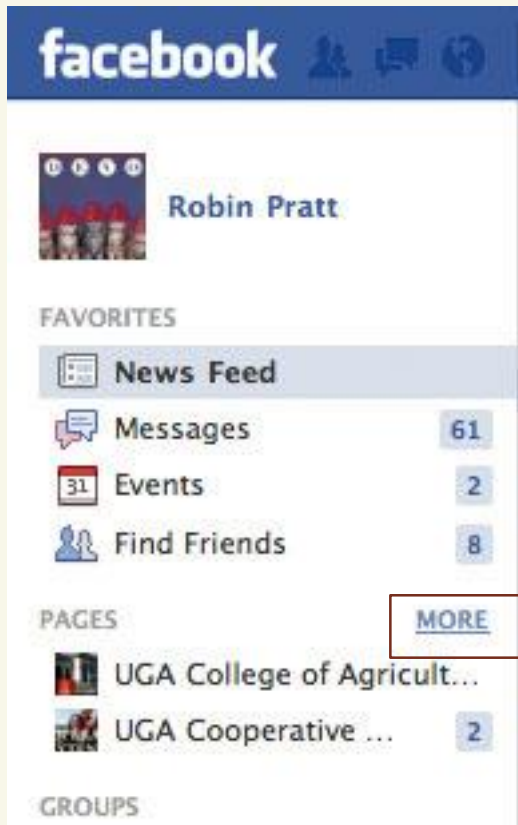 facebook
Robin Pratt
FAVORITES
News Feed
Messages 61
31 Events 2
Find Friends 8
PAGES MORE
UGA College of Agricult...
UGA Cooperative ... 2
GROUPS